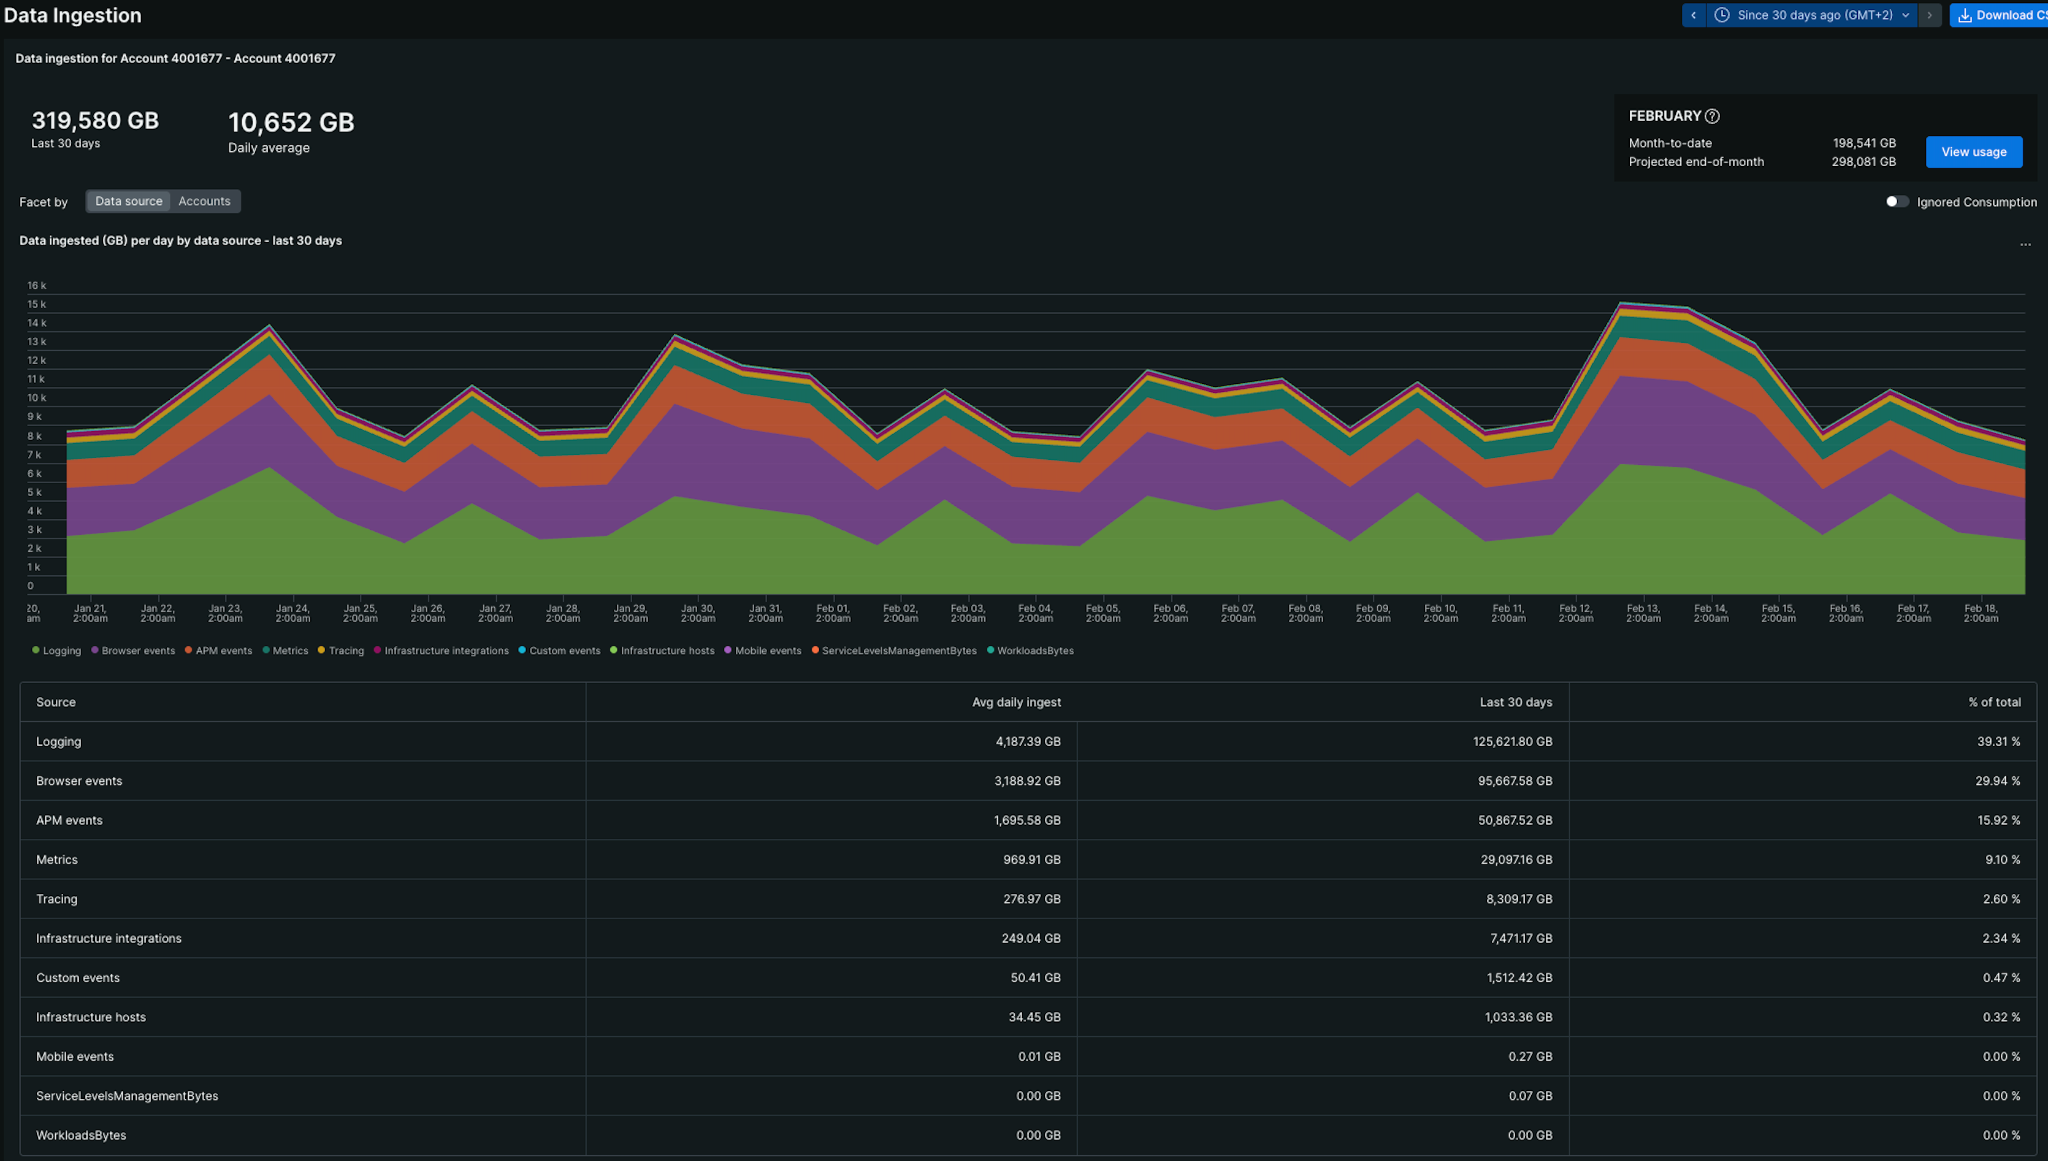 Data Ingestion
Since 30 days ago (GMT+2)
Download CS
Data ingestion for Account 4001677 - Account 4001677
319,580 GB
Last 30 days
10,652 GB
Daily average
FEBRUARY ?
Month-to-date 198,541 GB
Projected end-of-month 298,081 GB
View usage
Facet by Data source Accounts
Ignored Consumption
Data ingested (GB) per day by data source - last 30 days
...
16 k
15 k
14 k
13 k
12 k
11 k
10 k
9 k
8 k
7 k
6 k
5 k
4 k
3 k
2 k
1 k
0
20, Jan 21, Jan 22, Jan 23, Jan 24, Jan 25, Jan 26, Jan 27, Jan 28, Jan 29, Jan 30, Jan 31, Feb 01, Feb 02, Feb 03, Feb 04, Feb 05, Feb 06, Feb 07, Feb 08, Feb 09, Feb 10, Feb 11, Feb 12, Feb 13, Feb 14, Feb 15, Feb 16, Feb 17, Feb 18,
am 2:00am 2:00am 2:00am 2:00am 2:00am 2:00am 2:00am 2:00am 2:00am 2:00am 2:00am 2:00am 2:00am 2:00am 2:00am 2:00am 2:00am 2:00am 2:00am 2:00am 2:00am 2:00am 2:00am 2:00am 2:00am 2:00am 2:00am 2:00am 2:00am
Logging Browser events APM events Metrics Tracing Infrastructure integrations Custom events Infrastructure hosts Mobile events ServiceLevelsManagementBytes WorkloadsBytes
Source Avg daily ingest Last 30 days % of total
Logging 4,187.39 GB 125,621.80 GB 39.31 %
Browser events 3,188.92 GB 95,667.58 GB 29.94 %
APM events 1,695.58 GB 50,867.52 GB 15.92 %
Metrics 969.91 GB 29,097.16 GB 9.10 %
Tracing 276.97 GB 8,309.17 GB 2.60 %
Infrastructure integrations 249.04 GB 7,471.17 GB 2.34 %
Custom events 50.41 GB 1,512.42 GB 0.47 %
Infrastructure hosts 34.45 GB 1,033.36 GB 0.32 %
Mobile events 0.01 GB 0.27 GB 0.00 %
ServiceLevelsManagementBytes 0.00 GB 0.07 GB 0.00 %
WorkloadsBytes 0.00 GB 0.00 GB 0.00 %